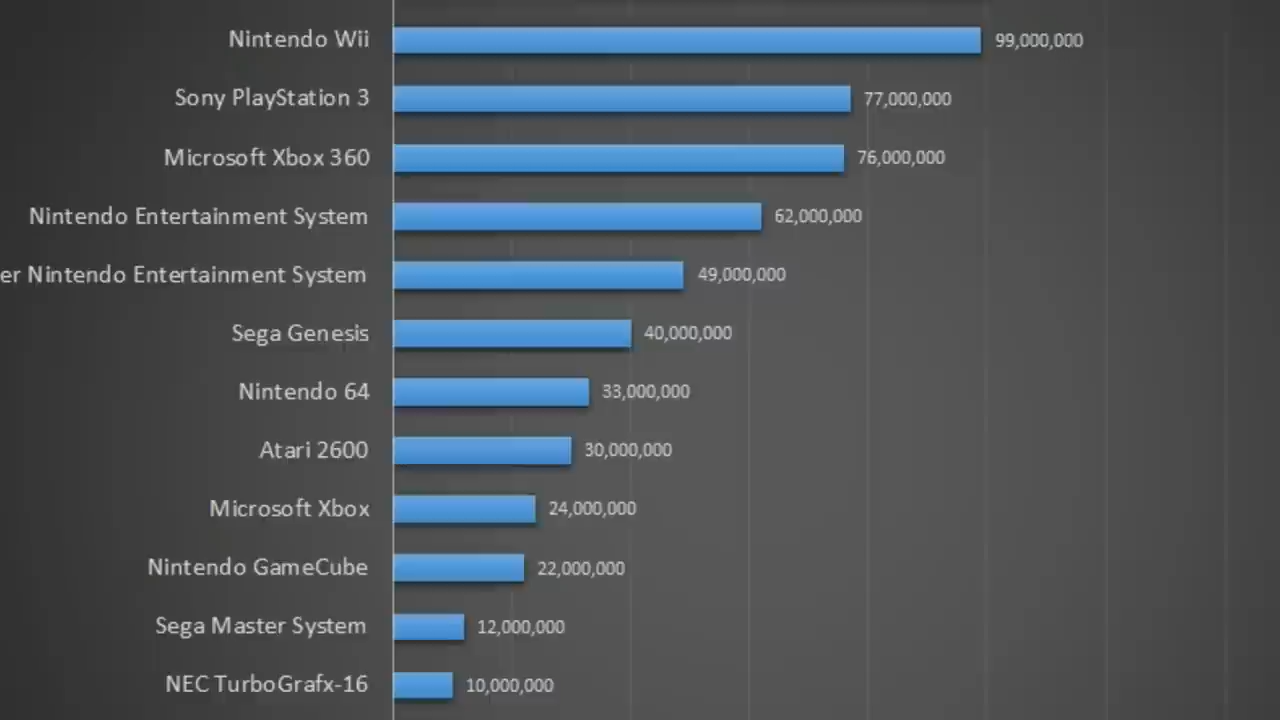 Nintendo Wii 99,000,000
Sony PlayStation 3 77,000,000
Microsoft Xbox 360 76,000,000
Nintendo Entertainment System 62,000,000
er Nintendo Entertainment System 49,000,000
Sega Genesis 40,000,000
Nintendo 64 33,000,000
Atari 2600 30,000,000
Microsoft Xbox 24,000,000
Nintendo GameCube 22,000,000
Sega Master System 12,000,000
NEC TurboGrafx-16 10,000,000